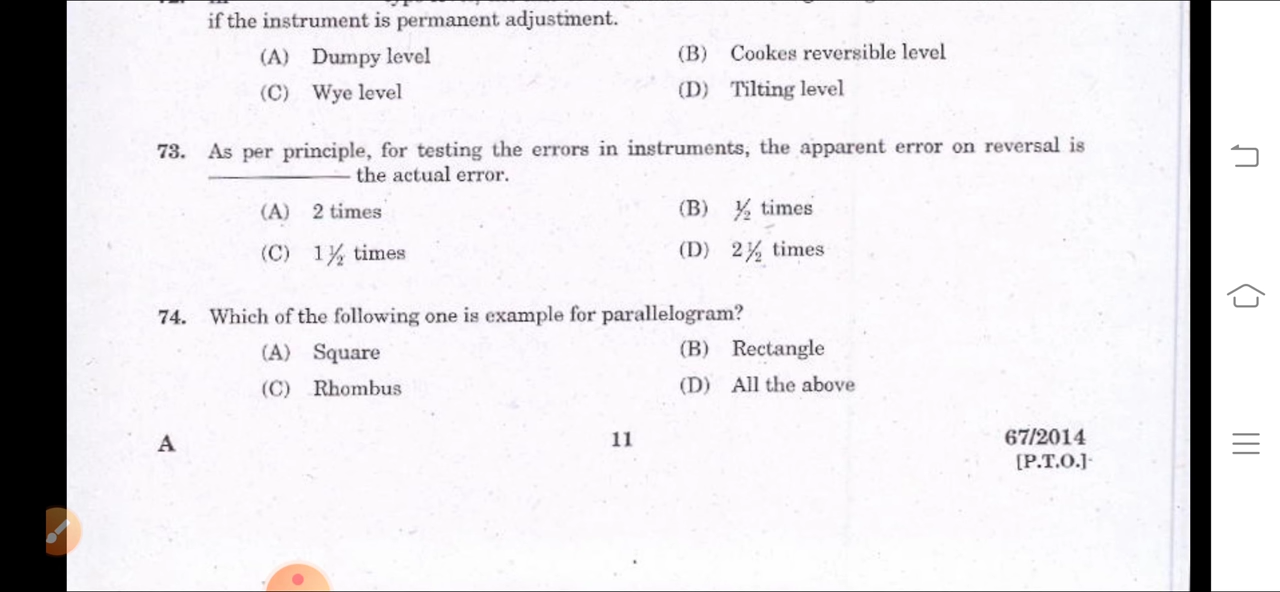 if the instrument is permanent adjustment.
(A) Dumpy level (B) Cookes reversible level
(C) Wye level (D) Tilting level
73. As per principle, for testing the errors in instruments, the apparent error on reversal is
__________ the actual error.
(A) 2 times (B) ½ times
(C) 1½ times (D) 2½ times
74. Which of the following one is example for parallelogram?
(A) Square (B) Rectangle
(C) Rhombus (D) All the above
A 11 67/2014
[P.T.O.]